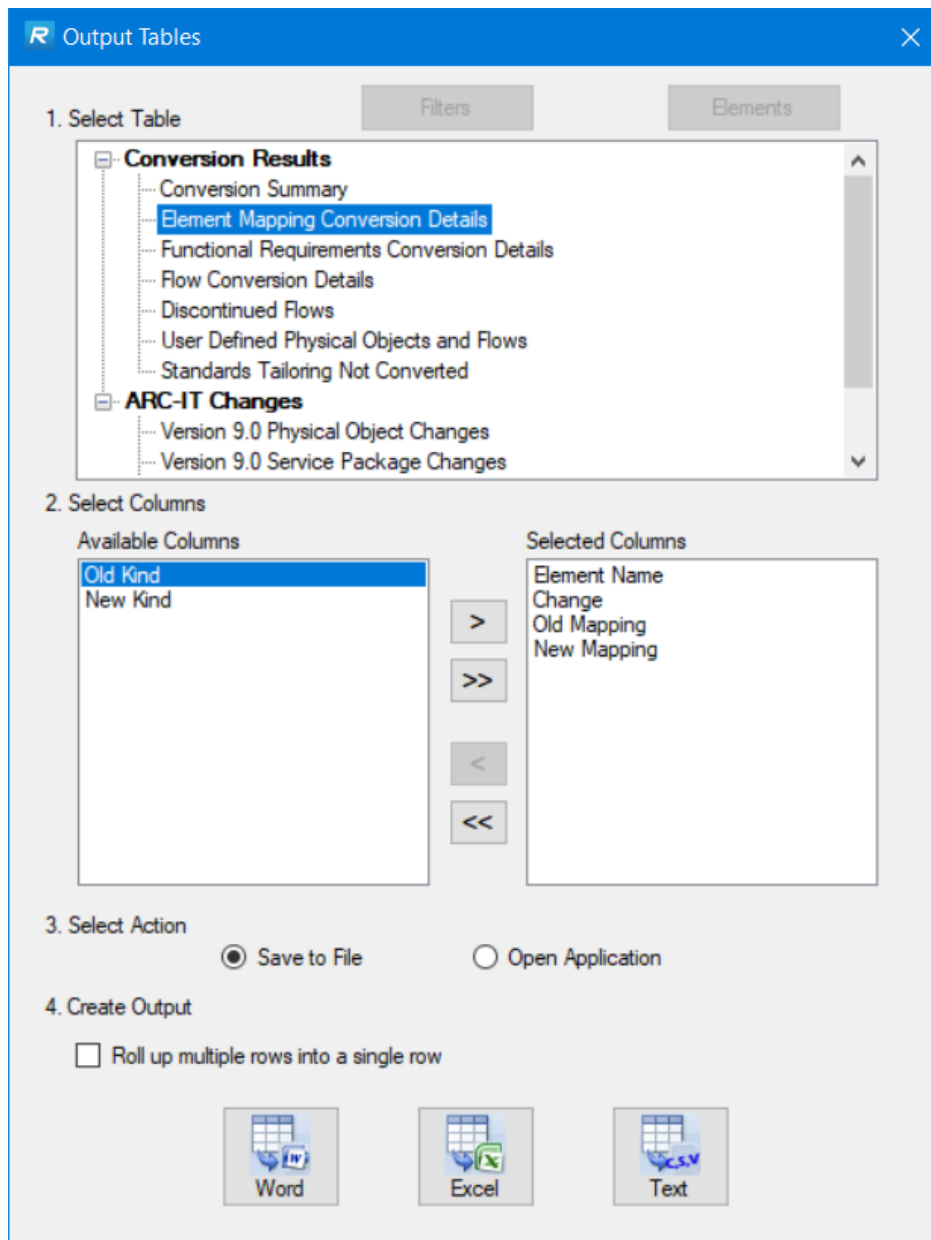 R Output Tables
1. Select Table
Filters
Elements
Conversion Results
Conversion Summary
Element Mapping Conversion Details
Functional Requirements Conversion Details
Flow Conversion Details
Discontinued Flows
User Defined Physical Objects and Flows
Standards Tailoring Not Converted
ARC-IT Changes
Version 9.0 Physical Object Changes
Version 9.0 Service Package Changes
2. Select Columns
Available Columns
Old Kind
New Kind
>
>>
<
<<
Selected Columns
Element Name
Change
Old Mapping
New Mapping
3. Select Action
Save to File
Open Application
4. Create Output
Roll up multiple rows into a single row
W
Word
X
Excel
C,S,V
Text